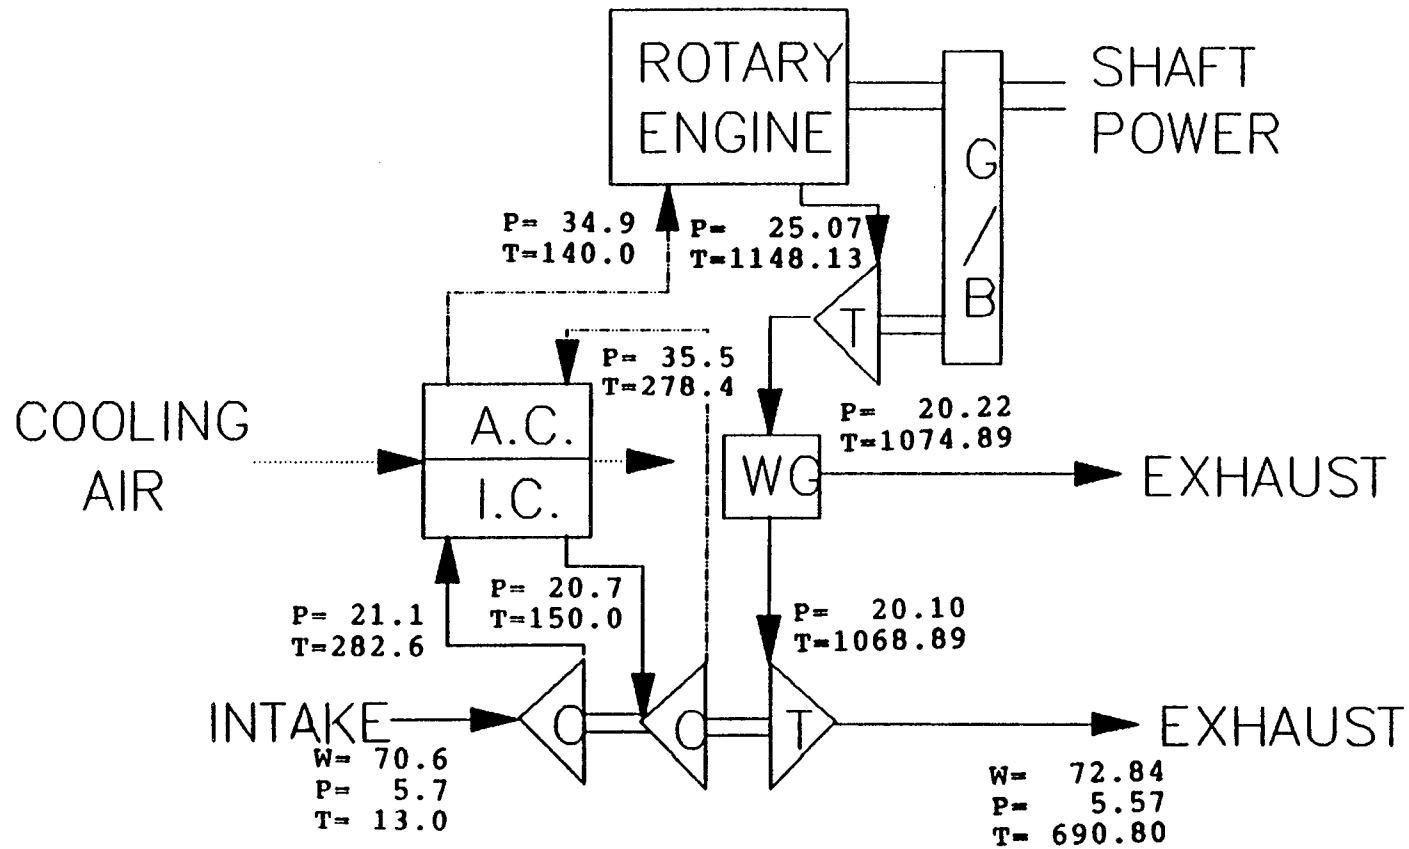 ROTARY
ENGINE
SHAFT
POWER
G
/
B
P= 34.9
T=140.0
P= 25.07
T=1148.13
T
P= 35.5
T=278.4
P= 20.22
T=1074.89
COOLING
AIR
A.C.
I.C.
WG
EXHAUST
P= 20.7
T=150.0
P= 21.1
T=282.6
P= 20.10
T=1068.89
INTAKE
C
C
T
EXHAUST
W= 70.6
P= 5.7
T= 13.0
W= 72.84
P= 5.57
T= 690.80